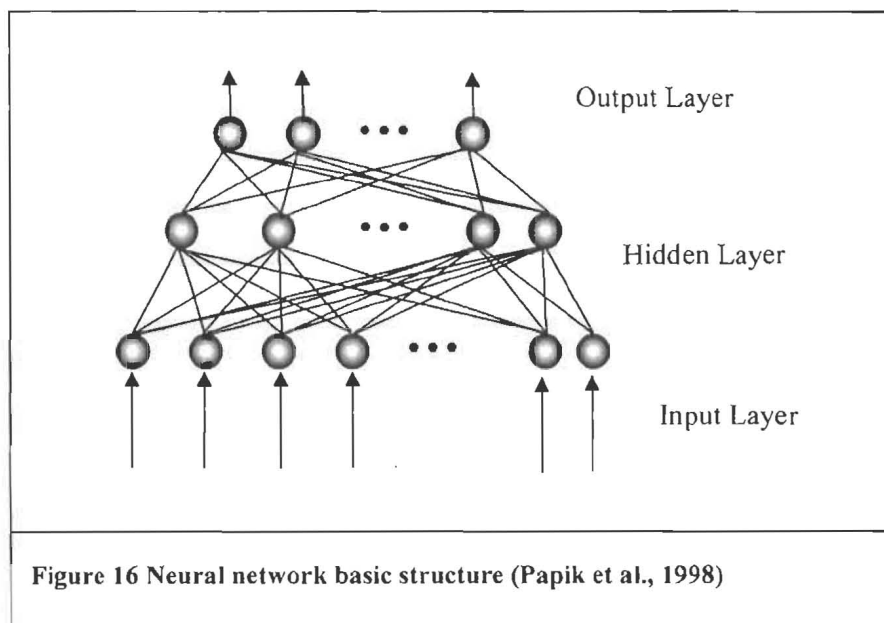 Output Layer
Hidden Layer
Input Layer
Figure 16 Neural network basic structure (Papik et al., 1998)